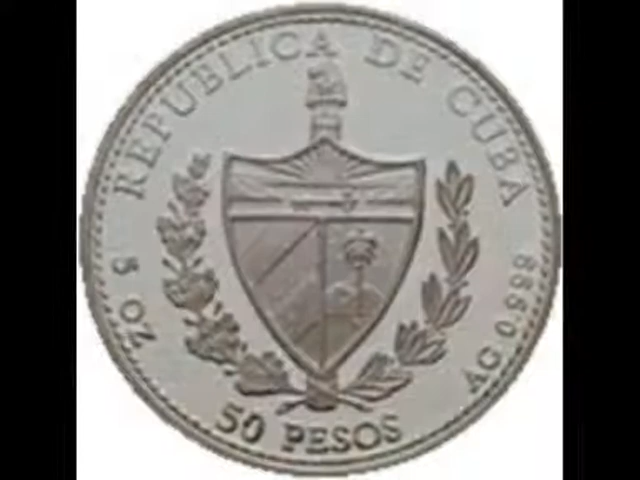 REPUBLICA DE CUBA
5 OZ
AG 0.999
50 PESOS